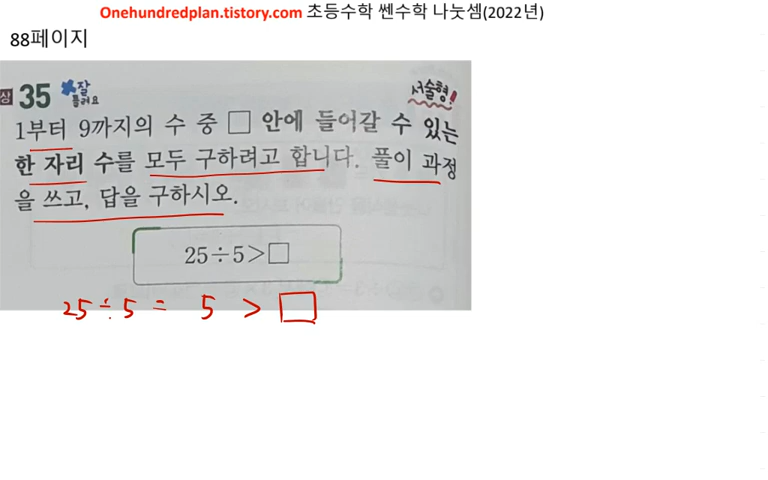 Onehundredplan.tistory.com 초등수학 쎈수학 나눗셈(2022년)
88페이지
상 35 잘 틀려요 서술형!
1부터 9까지의 수 중 □ 안에 들어갈 수 있는
한 자리 수를 모두 구하려고 합니다. 풀이 과정
을 쓰고, 답을 구하시오.
25÷5>□
25÷5 = 5 > □